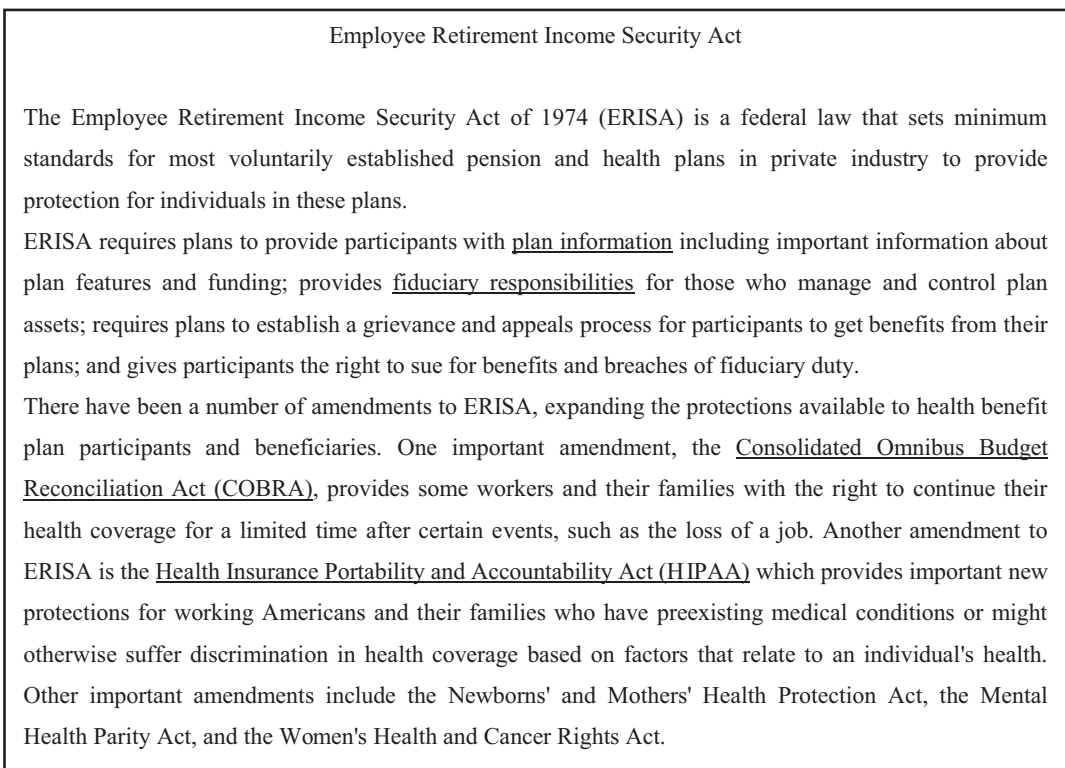 Employee Retirement Income Security Act
The Employee Retirement Income Security Act of 1974 (ERISA) is a federal law that sets minimum
standards for most voluntarily established pension and health plans in private industry to provide
protection for individuals in these plans.
ERISA requires plans to provide participants with plan information including important information about
plan features and funding; provides fiduciary responsibilities for those who manage and control plan
assets; requires plans to establish a grievance and appeals process for participants to get benefits from their
plans; and gives participants the right to sue for benefits and breaches of fiduciary duty.
There have been a number of amendments to ERISA, expanding the protections available to health benefit
plan participants and beneficiaries. One important amendment, the Consolidated Omnibus Budget
Reconciliation Act (COBRA), provides some workers and their families with the right to continue their
health coverage for a limited time after certain events, such as the loss of a job. Another amendment to
ERISA is the Health Insurance Portability and Accountability Act (HIPAA) which provides important new
protections for working Americans and their families who have preexisting medical conditions or might
otherwise suffer discrimination in health coverage based on factors that relate to an individual's health.
Other important amendments include the Newborns' and Mothers' Health Protection Act, the Mental
Health Parity Act, and the Women's Health and Cancer Rights Act.